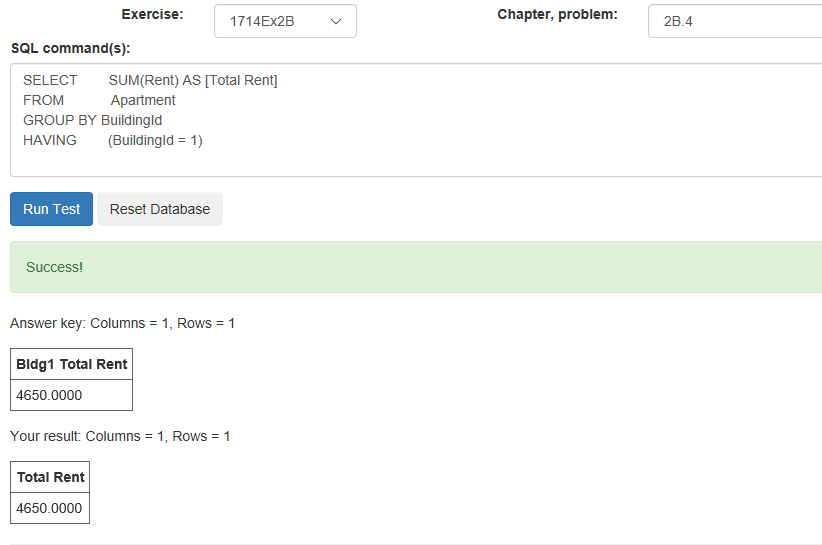 Exercise: 1714Ex2B Chapter, problem: 2B.4
SQL command(s):
SELECT SUM(Rent) AS [Total Rent]
FROM Apartment
GROUP BY BuildingId
HAVING (BuildingId = 1)
Run Test Reset Database
Success!
Answer key: Columns = 1, Rows = 1
Bldg1 Total Rent
4650.0000
Your result: Columns = 1, Rows = 1
Total Rent
4650.0000